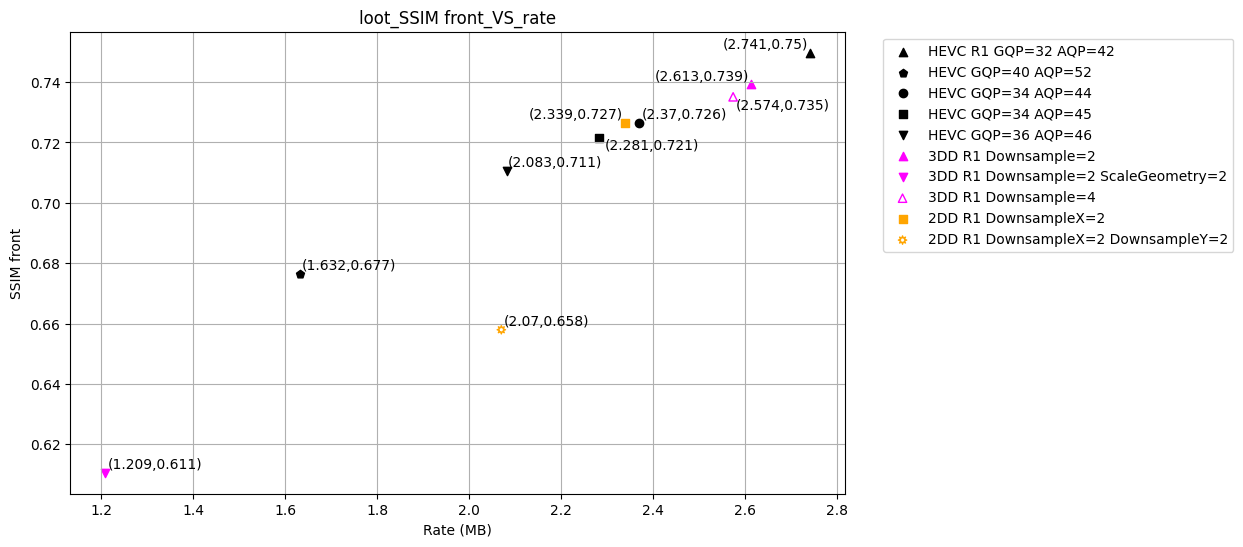 loot_SSIM front_VS_rate
(2.741,0.75)
(2.613,0.739)
(2.574,0.735)
(2.339,0.727)
(2.37,0.726)
(2.281,0.721)
(2.083,0.711)
(1.632,0.677)
(2.07,0.658)
(1.209,0.611)
SSIM front
0.74
0.72
0.70
0.68
0.66
0.64
0.62
1.2
1.4
1.6
1.8
2.0
2.2
2.4
2.6
2.8
Rate (MB)
HEVC R1 GQP=32 AQP=42
HEVC GQP=40 AQP=52
HEVC GQP=34 AQP=44
HEVC GQP=34 AQP=45
HEVC GQP=36 AQP=46
3DD R1 Downsample=2
3DD R1 Downsample=2 ScaleGeometry=2
3DD R1 Downsample=4
2DD R1 DownsampleX=2
2DD R1 DownsampleX=2 DownsampleY=2